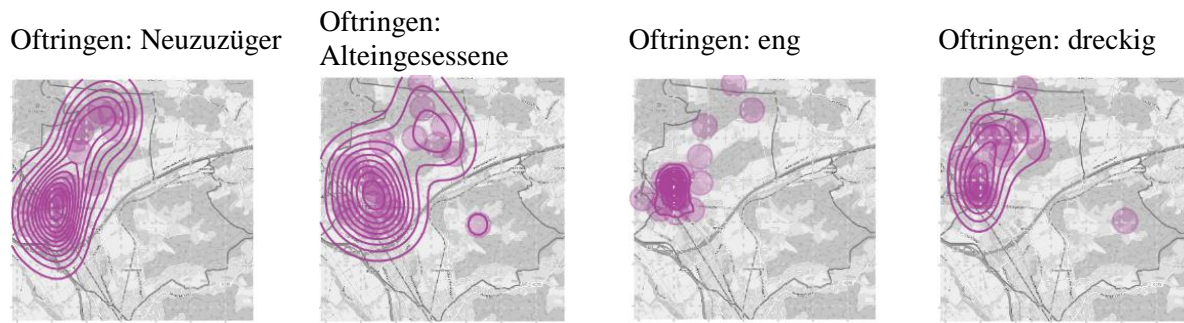 Oftringen: Neuzuzüger
Oftringen:
Alteingesessene
Oftringen: eng
Oftringen: dreckig